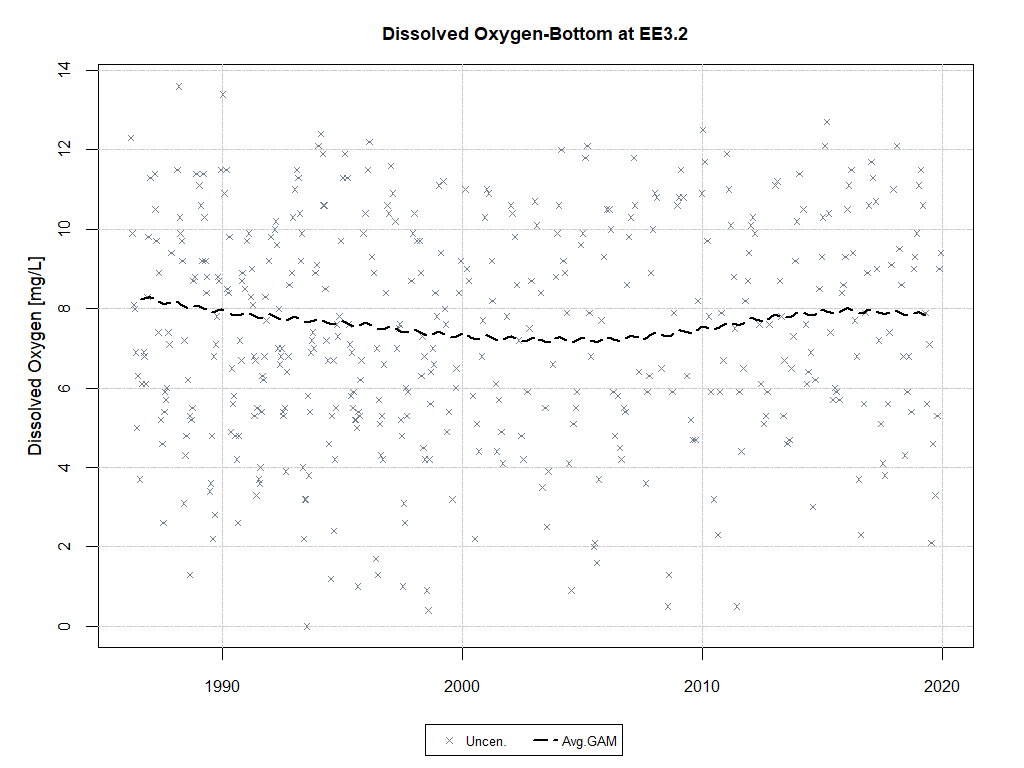 Dissolved Oxygen-Bottom at EE3.2
Dissolved Oxygen [mg/L]
14
12
10
8
6
4
2
0
1990 2000 2010 2020
Uncen. Avg.GAM